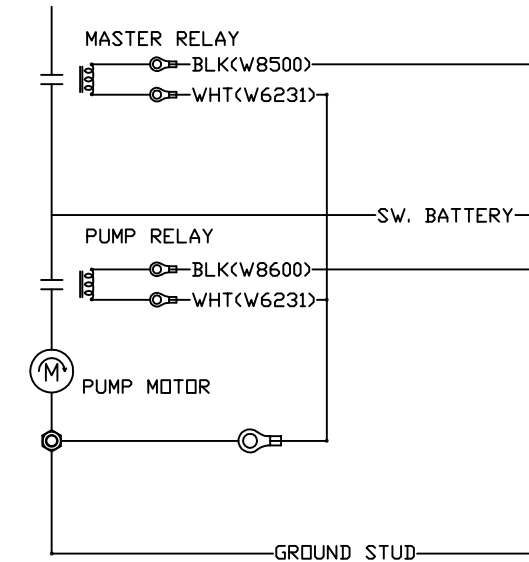 MASTER RELAY
BLK(W8500)
WHT(W6231)
SW. BATTERY
PUMP RELAY
BLK(W8600)
WHT(W6231)
M
PUMP MOTOR
GROUND STUD